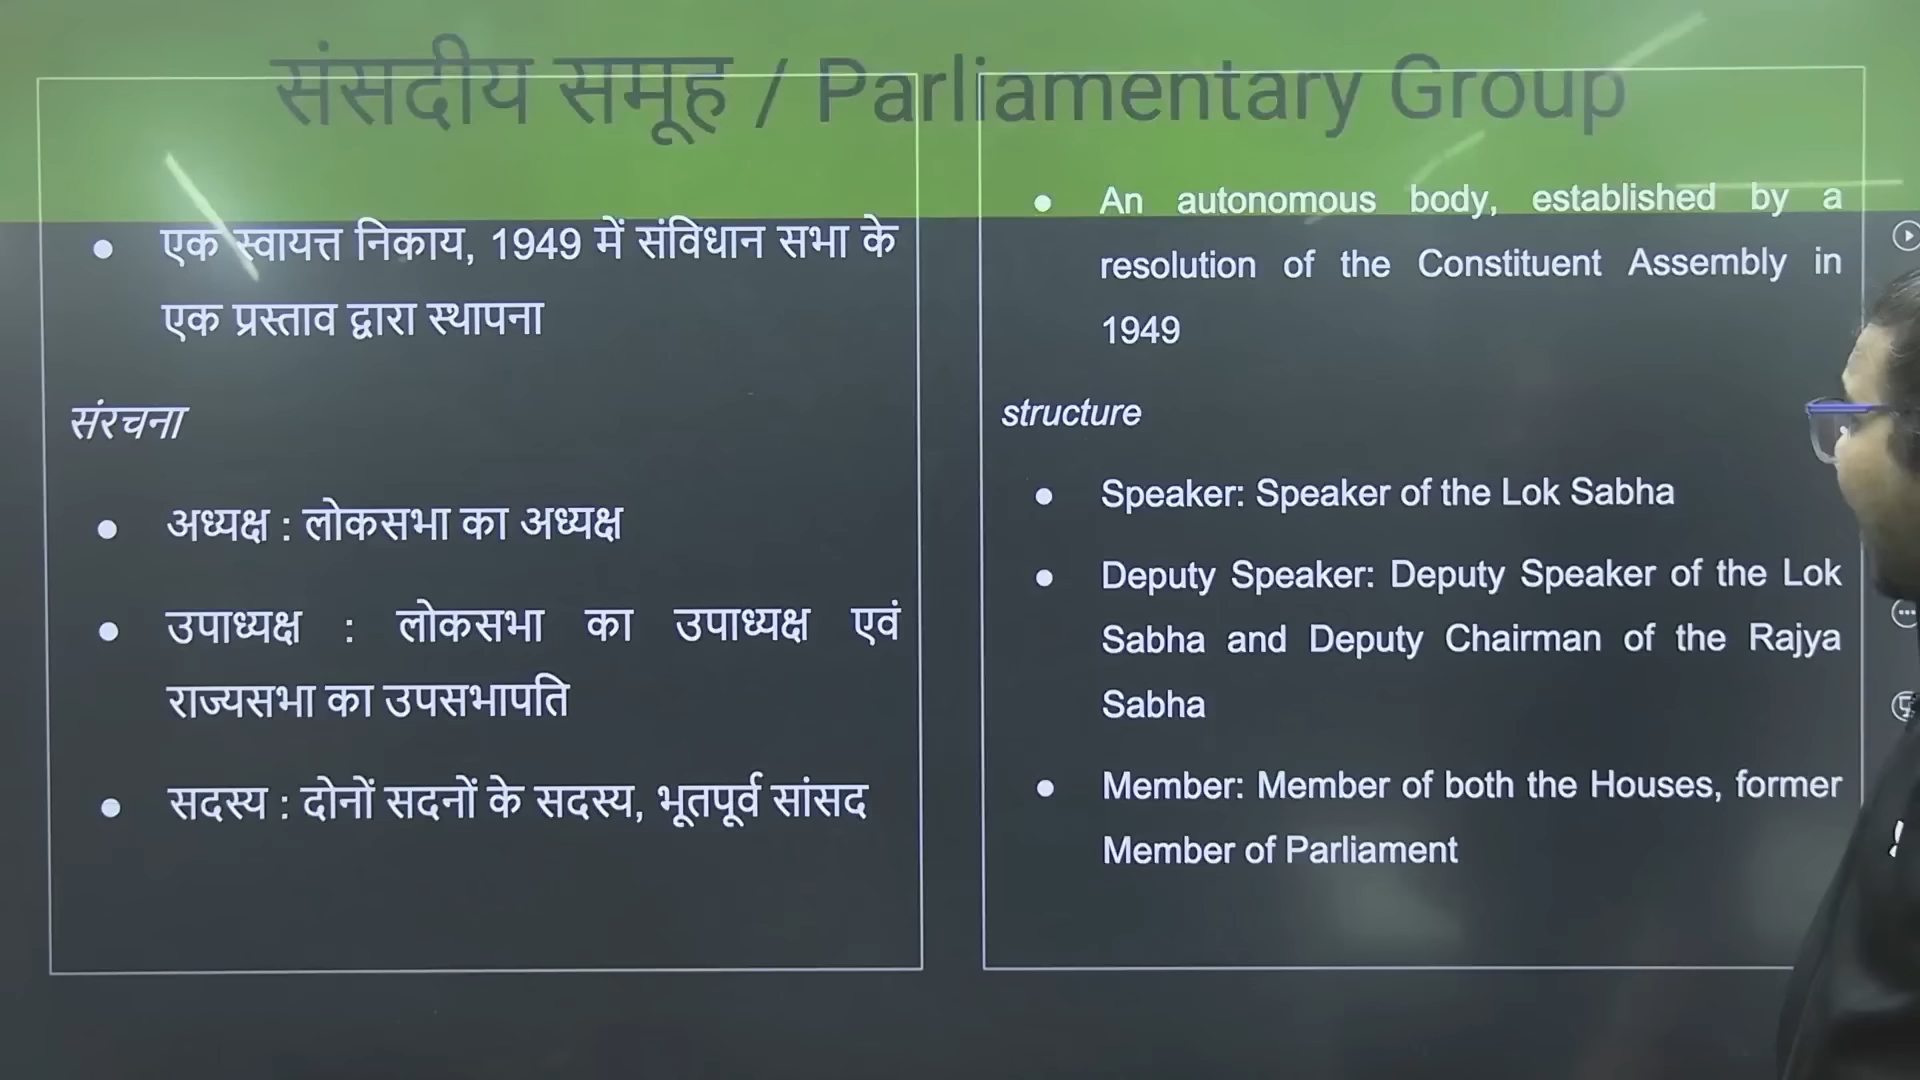 संसदीय समूह / Parliamentary Group
● एक स्वायत्त निकाय, 1949 में संविधान सभा के
एक प्रस्ताव द्वारा स्थापना
संरचना
● अध्यक्ष : लोकसभा का अध्यक्ष
● उपाध्यक्ष : लोकसभा का उपाध्यक्ष एवं
राज्यसभा का उपसभापति
● सदस्य : दोनों सदनों के सदस्य, भूतपूर्व सांसद
● An autonomous body, established by a
resolution of the Constituent Assembly in
1949
structure
● Speaker: Speaker of the Lok Sabha
● Deputy Speaker: Deputy Speaker of the Lok
Sabha and Deputy Chairman of the Rajya
Sabha
● Member: Member of both the Houses, former
Member of Parliament